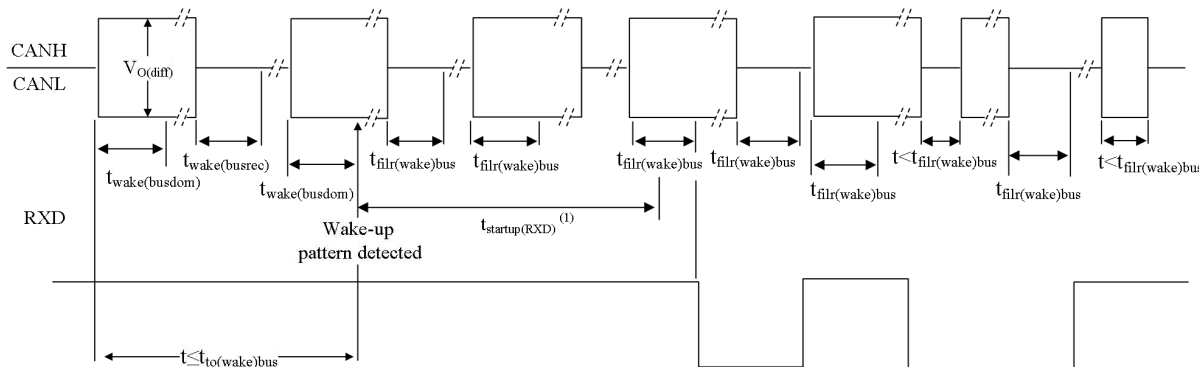 CANH
CANL
V_O(diff)
t_wake(busdom)
t_wake(busrec)
t_wake(busdom)
t_filr(wake)bus
t_filr(wake)bus
t_filr(wake)bus
t_filr(wake)bus
t_filr(wake)bus
t<t_filr(wake)bus
t_filr(wake)bus
t<t_filr(wake)bus
RXD
Wake-up
pattern detected
t_startup(RXD) (1)
t≤t_to(wake)bus